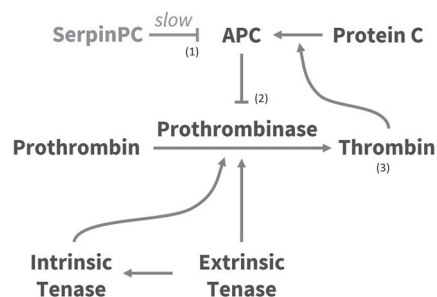 slow
SerpinPC
APC
Protein C
(1)
(2)
Prothrombinase
Prothrombin
Thrombin
(3)
Intrinsic
Tenase
Extrinsic
Tenase